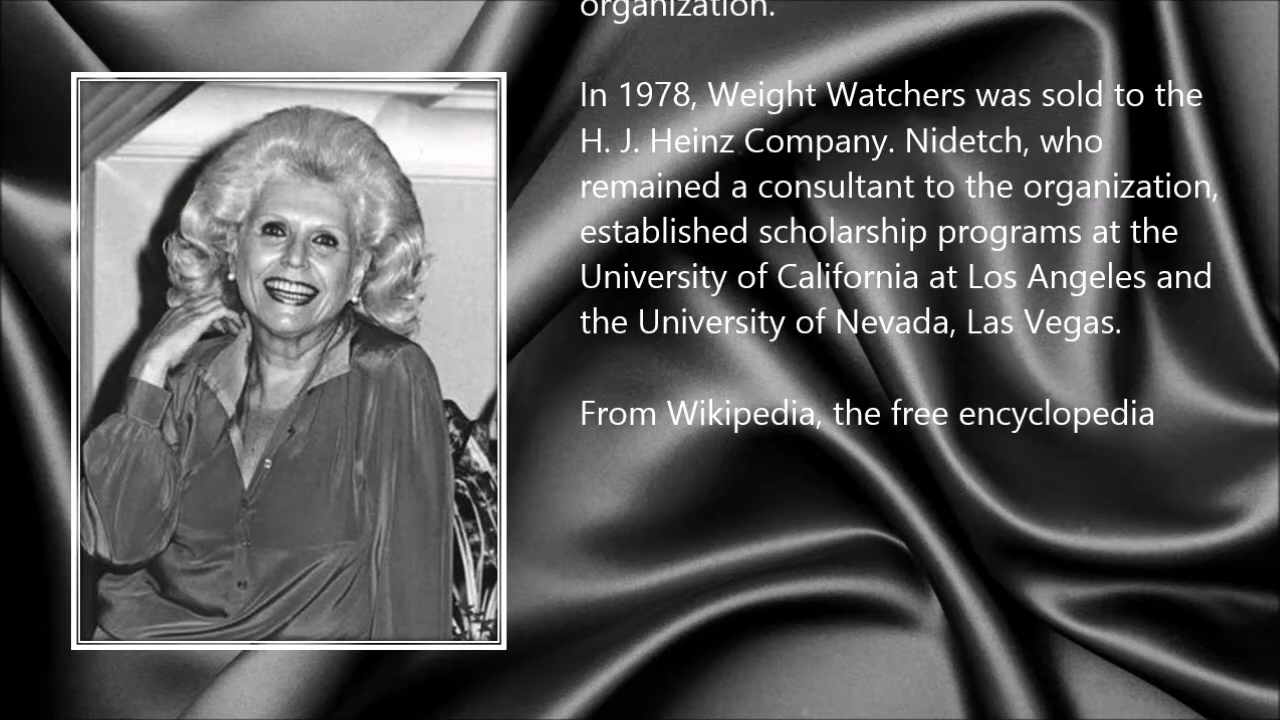 organization.
In 1978, Weight Watchers was sold to the
H. J. Heinz Company. Nidetch, who
remained a consultant to the organization,
established scholarship programs at the
University of California at Los Angeles and
the University of Nevada, Las Vegas.
From Wikipedia, the free encyclopedia